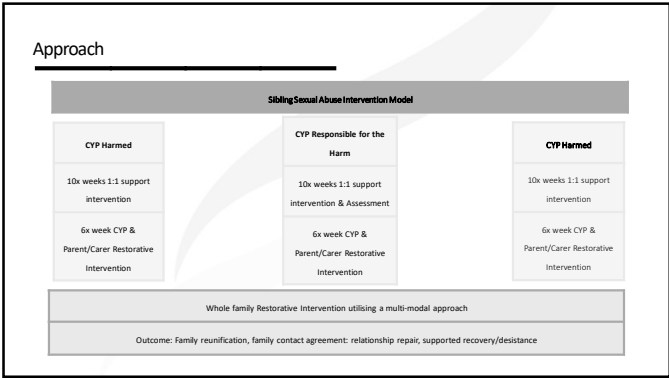 Approach
Sibling Sexual Abuse Intervention Model
CYP Harmed
10x weeks 1:1 support
intervention
6x week CYP &
Parent/Carer Restorative
Intervention
CYP Responsible for the
Harm
10x weeks 1:1 support
intervention & Assessment
6x week CYP &
Parent/Carer Restorative
Intervention
CYP Harmed
10x weeks 1:1 support
intervention
6x week CYP &
Parent/Carer Restorative
Intervention
Whole family Restorative Intervention utilising a multi-modal approach
Outcome: Family reunification, family contact agreement: relationship repair, supported recovery/desistance